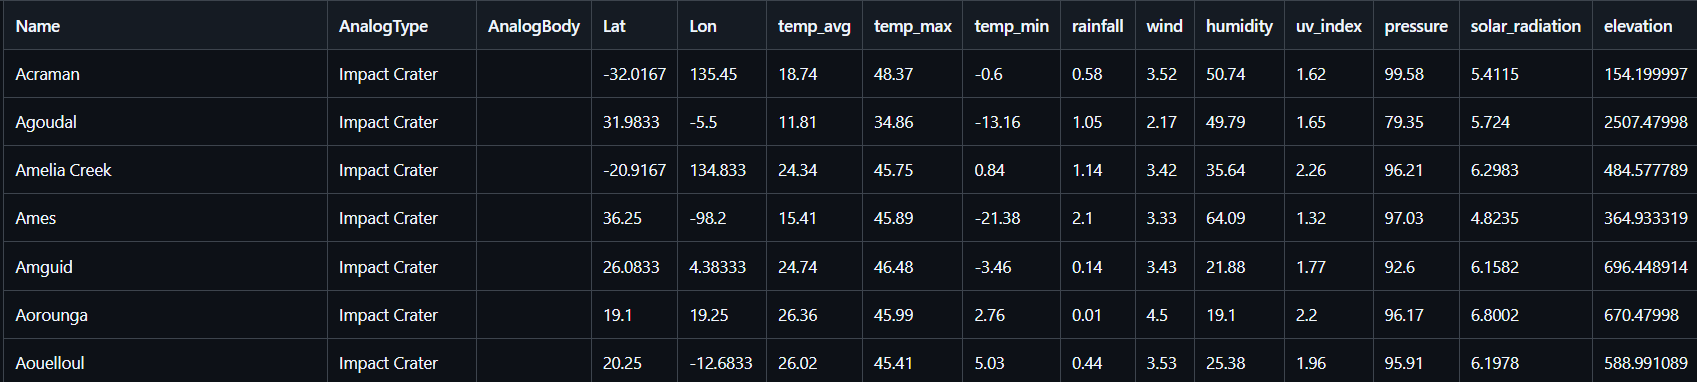 Name AnalogType AnalogBody Lat Lon temp_avg temp_max temp_min rainfall wind humidity uv_index pressure solar_radiation elevation
Acraman Impact Crater -32.0167 135.45 18.74 48.37 -0.6 0.58 3.52 50.74 1.62 99.58 5.4115 154.199997
Agoudal Impact Crater 31.9833 -5.5 11.81 34.86 -13.16 1.05 2.17 49.79 1.65 79.35 5.724 2507.47998
Amelia Creek Impact Crater -20.9167 134.833 24.34 45.75 0.84 1.14 3.42 35.64 2.26 96.21 6.2983 484.577789
Ames Impact Crater 36.25 -98.2 15.41 45.89 -21.38 2.1 3.33 64.09 1.32 97.03 4.8235 364.933319
Amguid Impact Crater 26.0833 4.38333 24.74 46.48 -3.46 0.14 3.43 21.88 1.77 92.6 6.1582 696.448914
Aorounga Impact Crater 19.1 19.25 26.36 45.99 2.76 0.01 4.5 19.1 2.2 96.17 6.8002 670.47998
Aouelloul Impact Crater 20.25 -12.6833 26.02 45.41 5.03 0.44 3.53 25.38 1.96 95.91 6.1978 588.991089